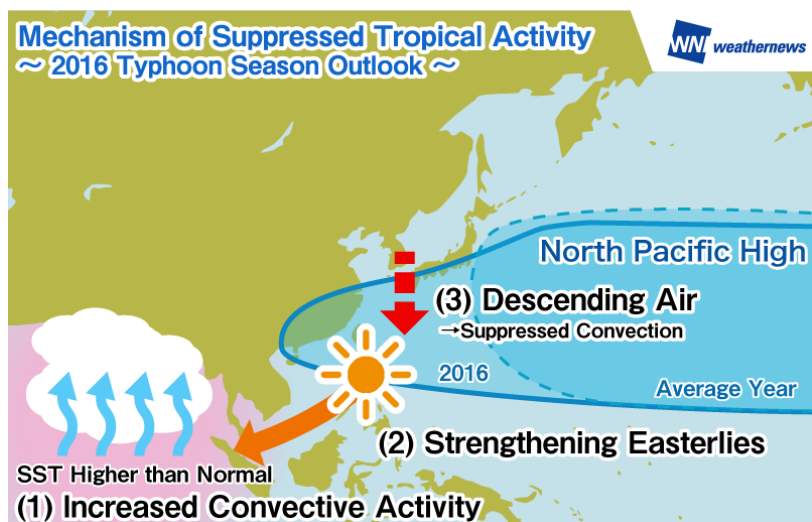 Mechanism of Suppressed Tropical Activity
～ 2016 Typhoon Season Outlook ～
WNI weathernews
North Pacific High
(3) Descending Air
→Suppressed Convection
2016
Average Year
(2) Strengthening Easterlies
SST Higher than Normal
(1) Increased Convective Activity